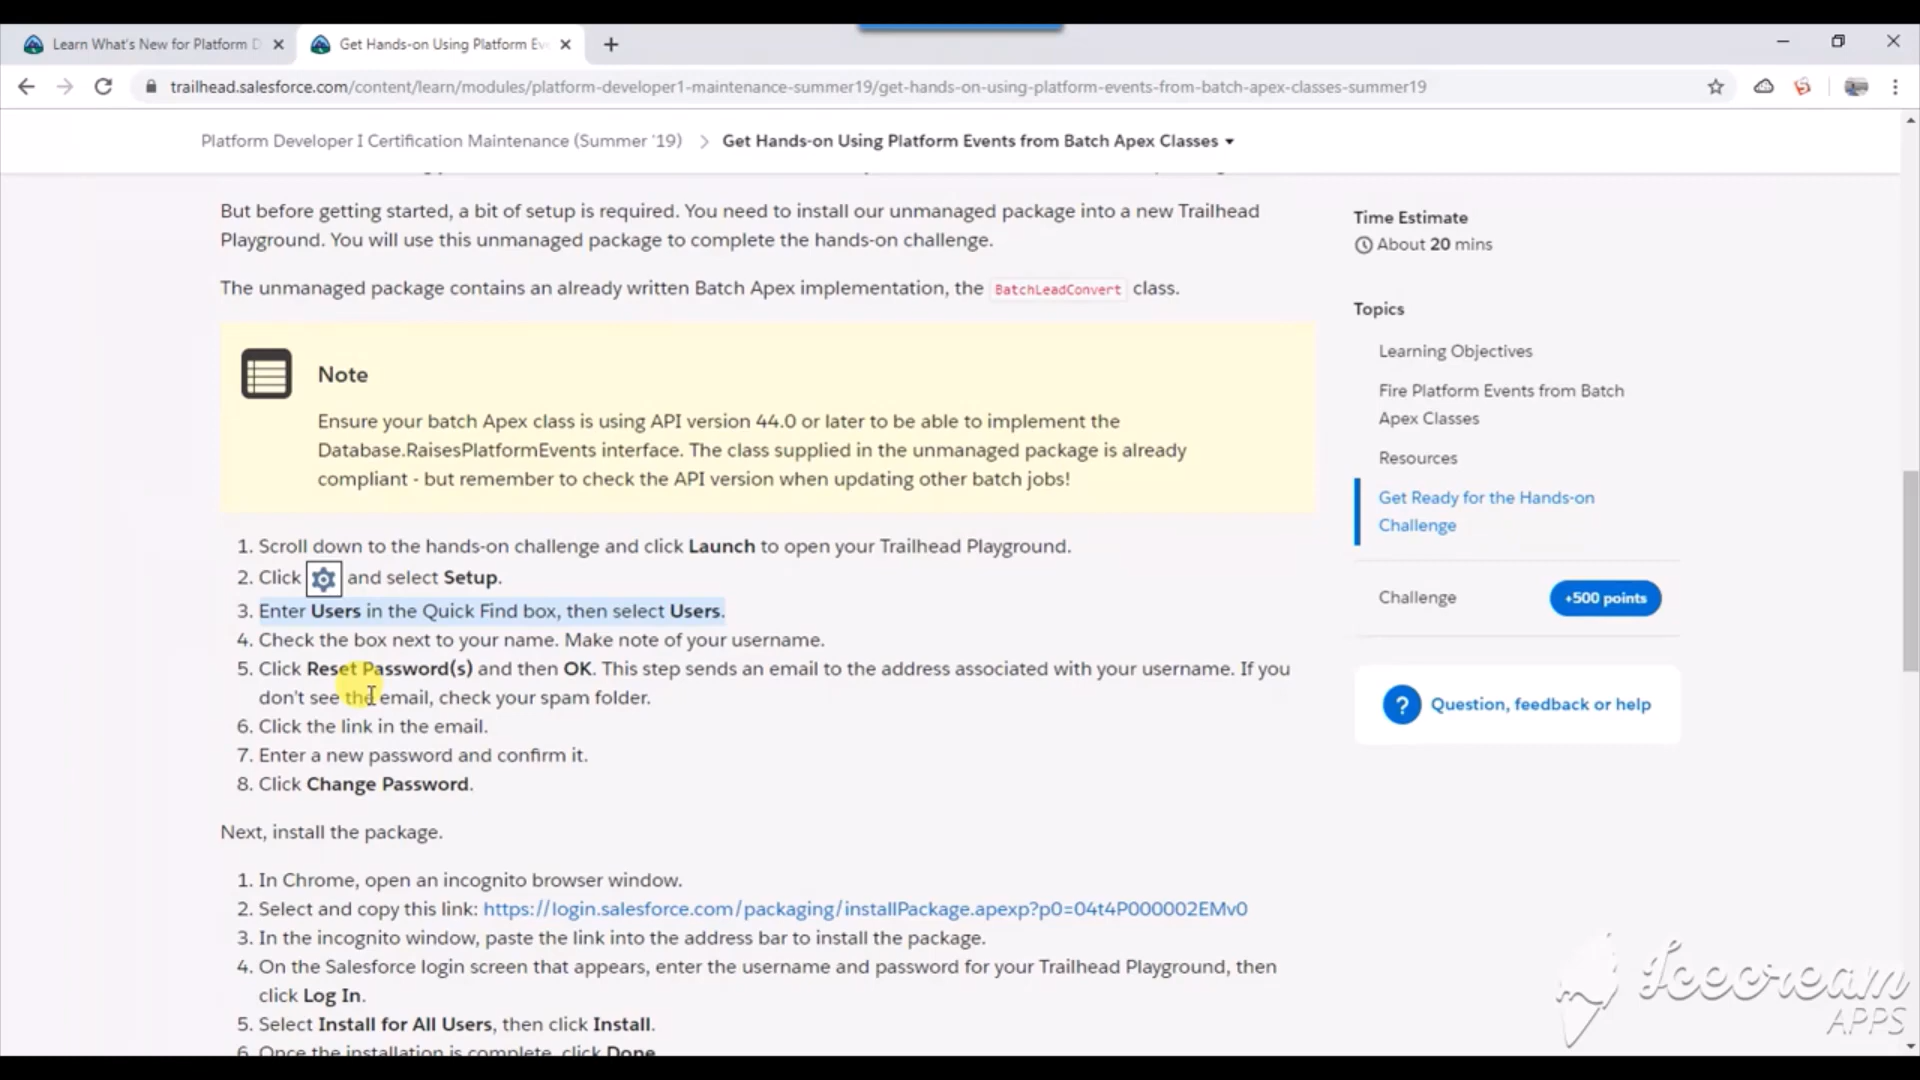 Learn What's New for Platform D
Get Hands-on Using Platform Ev
trailhead.salesforce.com/content/learn/modules/platform-developer1-maintenance-summer19/get-hands-on-using-platform-events-from-batch-apex-classes-summer19
Platform Developer I Certification Maintenance (Summer '19) > Get Hands-on Using Platform Events from Batch Apex Classes
But before getting started, a bit of setup is required. You need to install our unmanaged package into a new Trailhead
Playground. You will use this unmanaged package to complete the hands-on challenge.
The unmanaged package contains an already written Batch Apex implementation, the BatchLeadConvert class.
Note
Ensure your batch Apex class is using API version 44.0 or later to be able to implement the
Database.RaisesPlatformEvents interface. The class supplied in the unmanaged package is already
compliant - but remember to check the API version when updating other batch jobs!
1. Scroll down to the hands-on challenge and click Launch to open your Trailhead Playground.
2. Click and select Setup.
3. Enter Users in the Quick Find box, then select Users.
4. Check the box next to your name. Make note of your username.
5. Click Reset Password(s) and then OK. This step sends an email to the address associated with your username. If you
don't see the email, check your spam folder.
6. Click the link in the email.
7. Enter a new password and confirm it.
8. Click Change Password.
Next, install the package.
1. In Chrome, open an incognito browser window.
2. Select and copy this link: https://login.salesforce.com/packaging/installPackage.apexp?p0=04t4P000002EMv0
3. In the incognito window, paste the link into the address bar to install the package.
4. On the Salesforce login screen that appears, enter the username and password for your Trailhead Playground, then
click Log In.
5. Select Install for All Users, then click Install.
6. Once the installation is complete, click Done.
Time Estimate
About 20 mins
Topics
Learning Objectives
Fire Platform Events from Batch
Apex Classes
Resources
Get Ready for the Hands-on
Challenge
Challenge
+500 points
? Question, feedback or help
Icecream
APPS